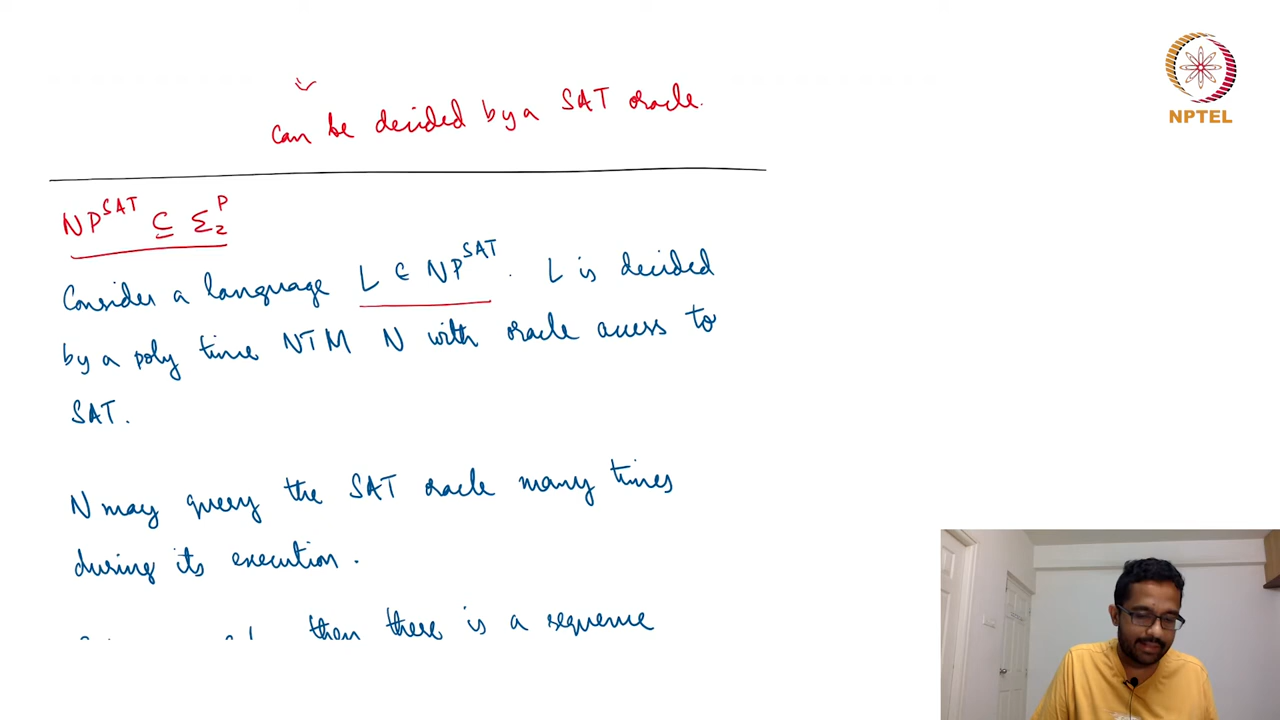 can be decided by a SAT oracle.
NPTEL
NP^SAT ⊆ Σ₂^P
Consider a language L ∈ NP^SAT. L is decided
by a poly time NTM N with oracle access to
SAT.
N may query the SAT oracle many times
during its execution.
then there is a sequence